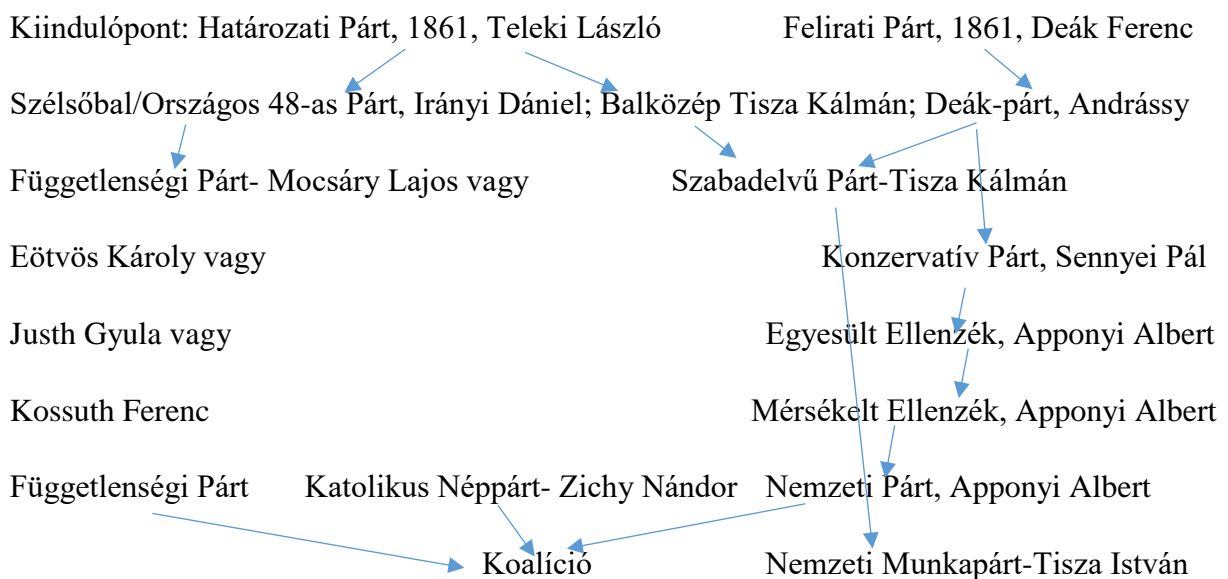 Kiindulópont: Határozati Párt, 1861, Teleki László Felirati Párt, 1861, Deák Ferenc
Szélsőbal/Országos 48-as Párt, Irányi Dániel; Balközép Tisza Kálmán; Deák-párt, Andrássy
Függetlenségi Párt- Mocsáry Lajos vagy Szabadelvű Párt-Tisza Kálmán
Eötvös Károly vagy Konzervatív Párt, Sennyei Pál
Justh Gyula vagy Egyesült Ellenzék, Apponyi Albert
Kossuth Ferenc Mérsékelt Ellenzék, Apponyi Albert
Függetlenségi Párt Katolikus Néppárt- Zichy Nándor Nemzeti Párt, Apponyi Albert
Koalíció Nemzeti Munkapárt-Tisza István